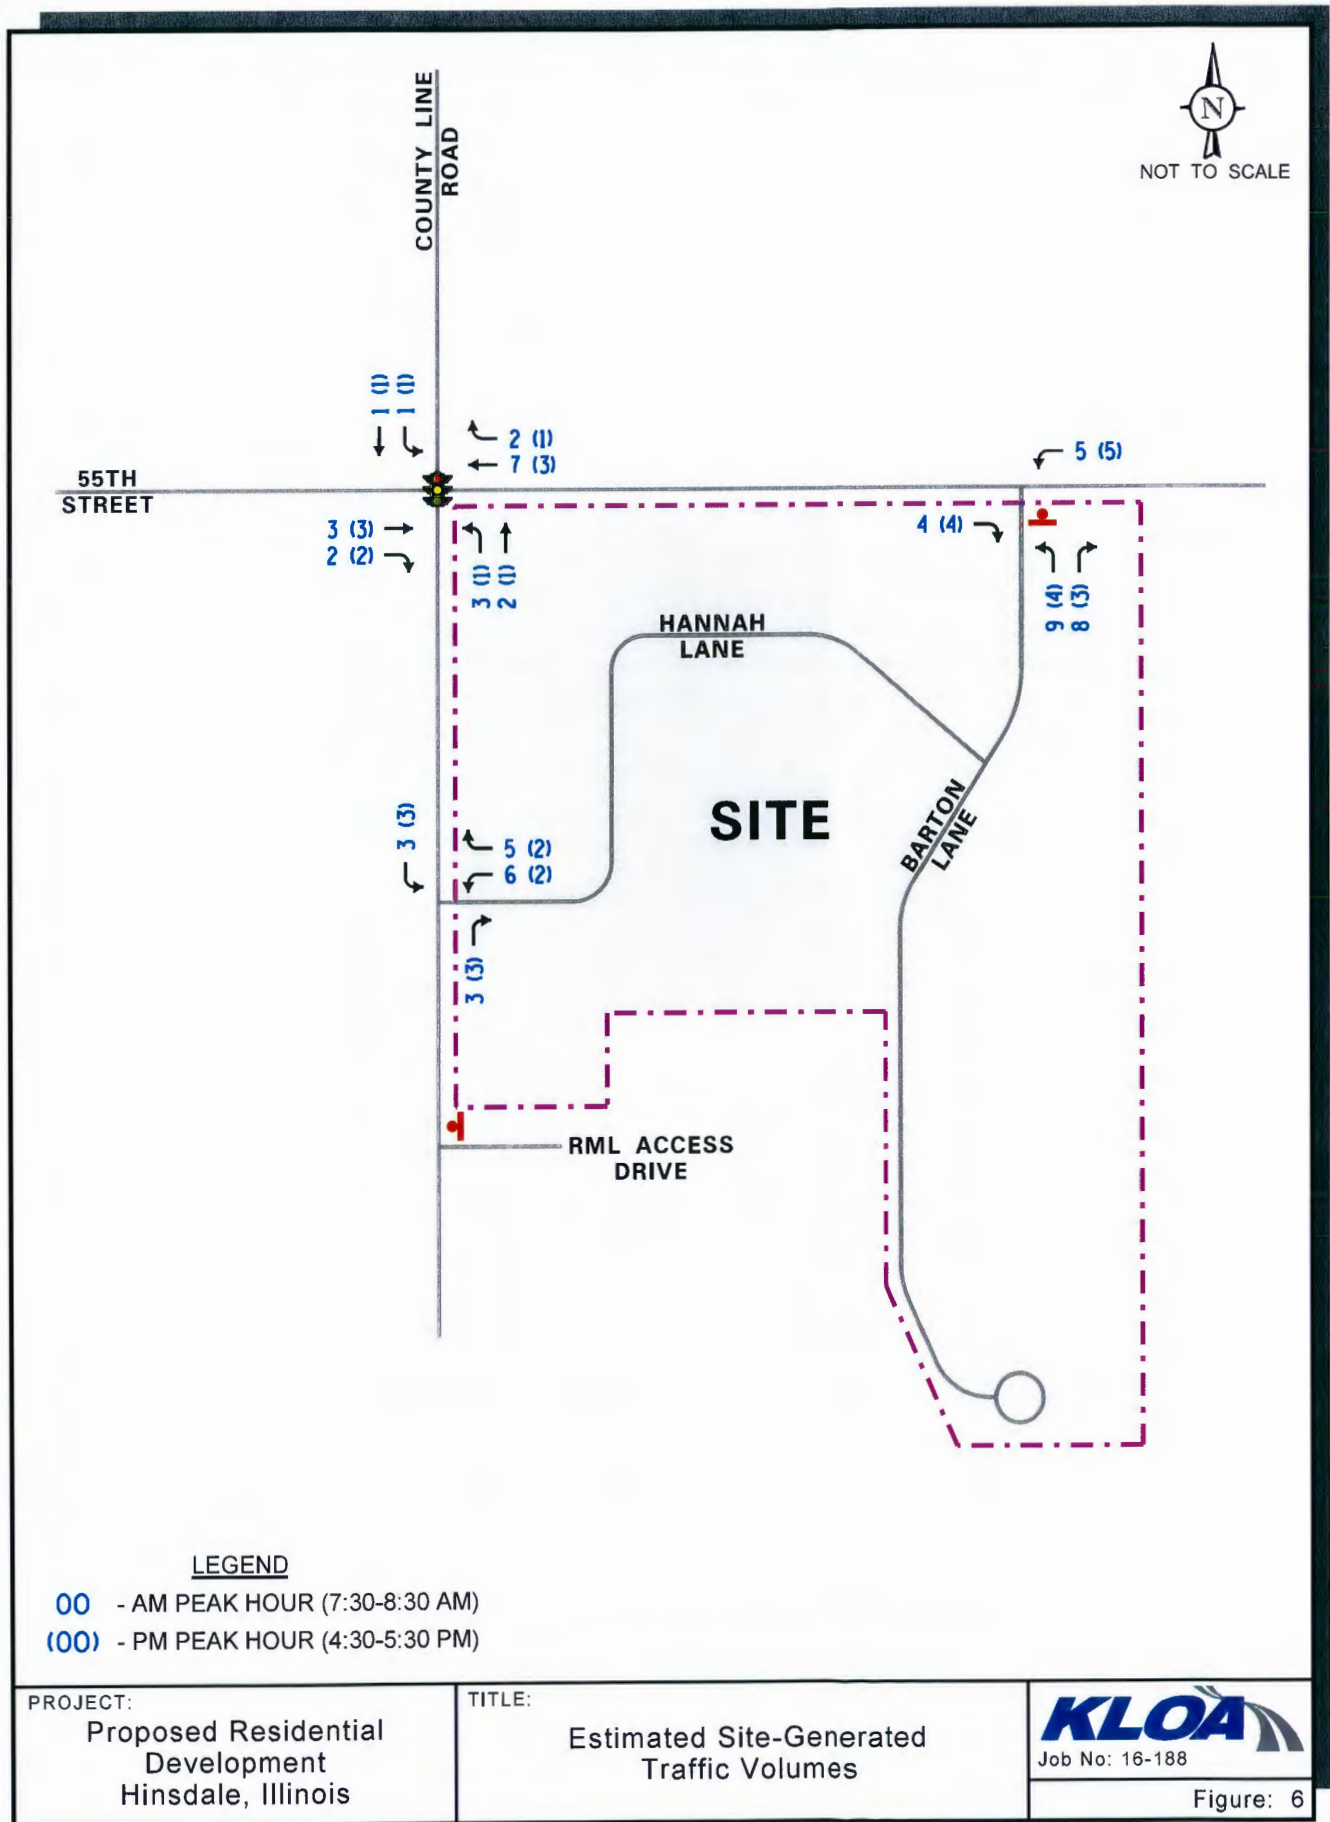 COUNTY LINE
ROAD
N
NOT TO SCALE
1 (1)
1 (1)
2 (1)
7 (3)
5 (5)
55TH
STREET
3 (3)
2 (2)
3 (1)
2 (1)
4 (4)
9 (4)
8 (3)
HANNAH
LANE
SITE
BARTON
LANE
3 (3)
5 (2)
6 (2)
3 (3)
RML ACCESS
DRIVE
LEGEND
00 - AM PEAK HOUR (7:30-8:30 AM)
(00) - PM PEAK HOUR (4:30-5:30 PM)
PROJECT:
Proposed Residential
Development
Hinsdale, Illinois
TITLE:
Estimated Site-Generated
Traffic Volumes
KLOA
Job No: 16-188
Figure: 6